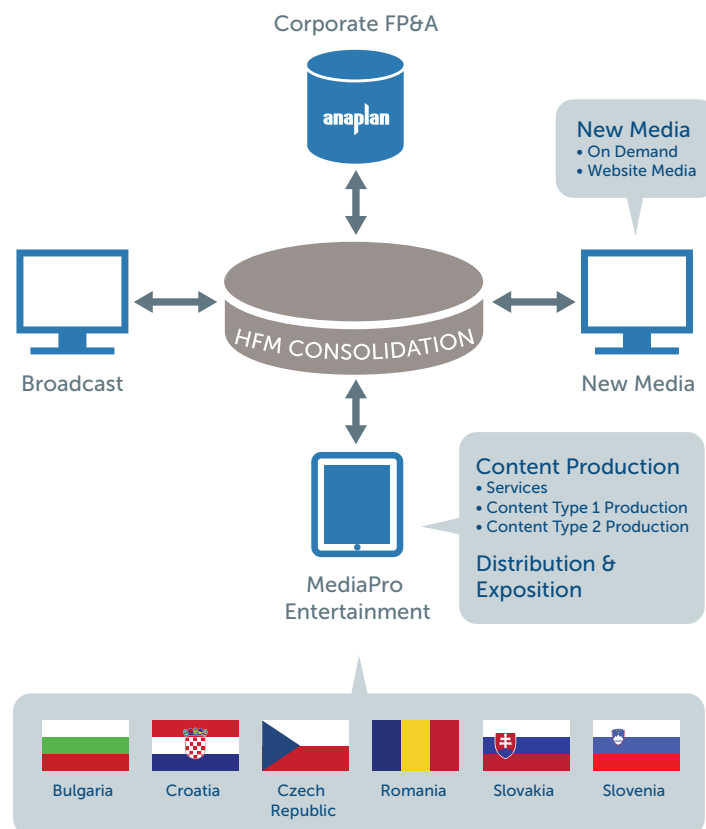 Corporate FP&A
anaplan
New Media
• On Demand
• Website Media
HFM CONSOLIDATION
Broadcast
New Media
Content Production
• Services
• Content Type 1 Production
• Content Type 2 Production
Distribution &
Exposition
MediaPro
Entertainment
Bulgaria
Croatia
Czech
Republic
Romania
Slovakia
Slovenia